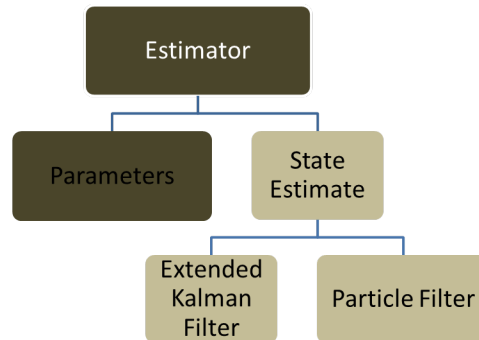 Estimator
Parameters
State
Estimate
Extended
Kalman
Filter
Particle Filter